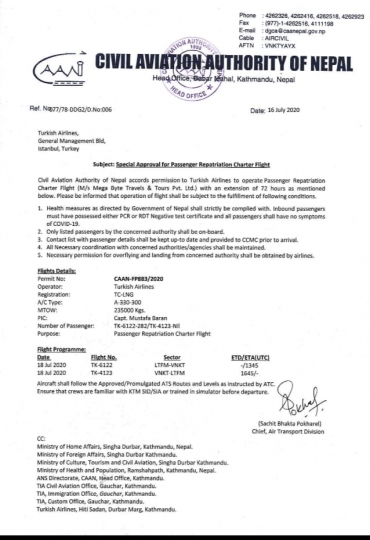 Phone : 4262326, 4262416, 4262518, 4262923
Fax : (977)-1-4262516, 4111198
E-mail : dgca@caanepal.gov.np
Cable : AIRCIVIL
AFTN : VNKTYAYX
CAAN
CIVIL AVIATION AUTHORITY OF NEPAL
Head Office, Babar Mahal, Kathmandu, Nepal
HEAD OFFICE
Ref. No077/78-DDG2/D.No:006
Date: 16 July 2020
Turkish Airlines,
General Management Bld,
Istanbul, Turkey
Subject: Special Approval for Passenger Repatriation Charter Flight
Civil Aviation Authority of Nepal accords permission to Turkish Airlines to operate Passenger Repatriation
Charter Flight (M/s Mega Byte Travels & Tours Pvt. Ltd.) with an extension of 72 hours as mentioned
below. Please be informed that operation of flight shall be subject to the fulfillment of following conditions.
1. Health measures as directed by Government of Nepal shall strictly be complied with. Inbound passengers
must have possessed either PCR or RDT Negative test certificate and all passengers shall have no symptoms
of COVID-19.
2. Only listed passengers by the concerned authority shall be on-board.
3. Contact list with passenger details shall be kept up-to date and provided to CCMC prior to arrival.
4. All Necessary coordination with concerned authorities/agencies shall be maintained.
5. Necessary permission for overflying and landing from concerned authority shall be obtained by airlines.
Flights Details:
Permit No: CAAN-FP883/2020
Operator: Turkish Airlines
Registration: TC-LNG
A/C Type: A-330-300
MTOW: 235000 Kgs.
PIC: Capt. Mustafa Baran
Number of Passenger: TK-6122-282/TK-4123-Nil
Purpose: Passenger Repatriation Charter Flight
Flight Programme:
Date Flight No. Sector ETD/ETA(UTC)
18 Jul 2020 TK-6122 LTFM-VNKT -/1345
18 Jul 2020 TK-4123 VNKT-LTFM 1645/-
Aircraft shall follow the Approved/Promulgated ATS Routes and Levels as instructed by ATC.
Ensure that crews are familiar with KTM SID/SIA or trained in simulator before departure.
(Sachit Bhakta Pokharel)
Chief, Air Transport Division
CC:
Ministry of Home Affairs, Singha Durbar, Kathmandu, Nepal.
Ministry of Foreign Affairs, Singha Durbar Kathmandu.
Ministry of Culture, Tourism and Civil Aviation, Singha Durbar Kathmandu.
Ministry of Health and Population, Ramshahpath, Kathmandu, Nepal.
ANS Directorate, CAAN, Head Office, Kathmandu.
TIA Civil Aviation Office, Gauchar, Kathmandu.
TIA, Immigration Office, Gauchar, Kathmandu.
TIA, Custom Office, Gauchar, Kathmandu.
Turkish Airlines, Hiti Sadan, Durbar Marg, Kathmandu.